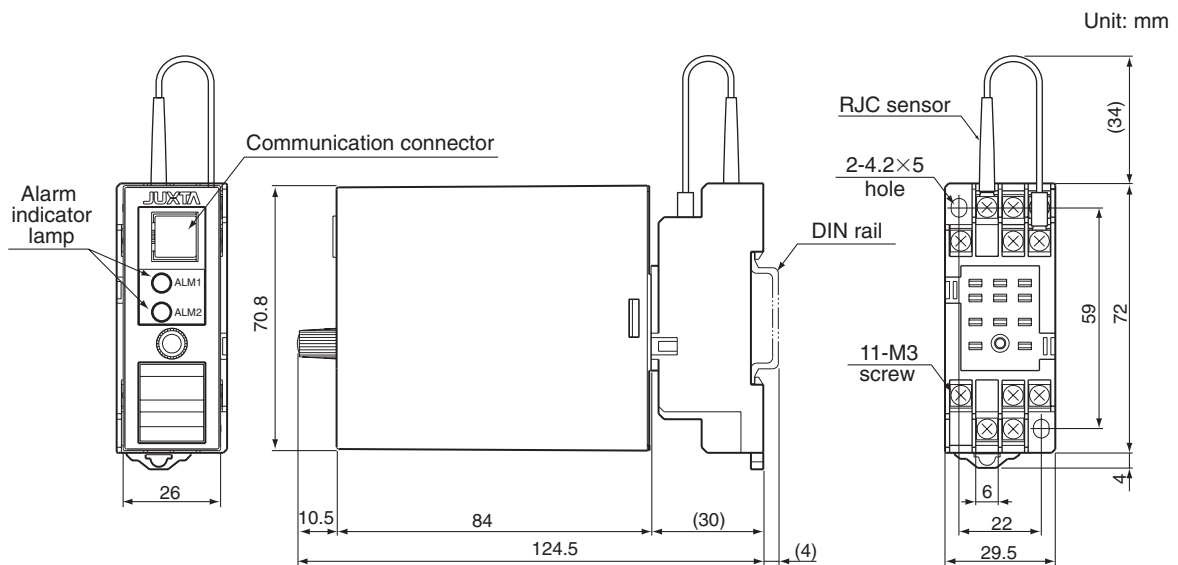 Unit: mm
RJC sensor
(34)
Communication connector
2-4.2×5
hole
JUXTA
Alarm
indicator
lamp
DIN rail
ALM1
ALM2
70.8
59
72
11-M3
screw
4
26
10.5
84
(30)
6
22
124.5
(4)
29.5